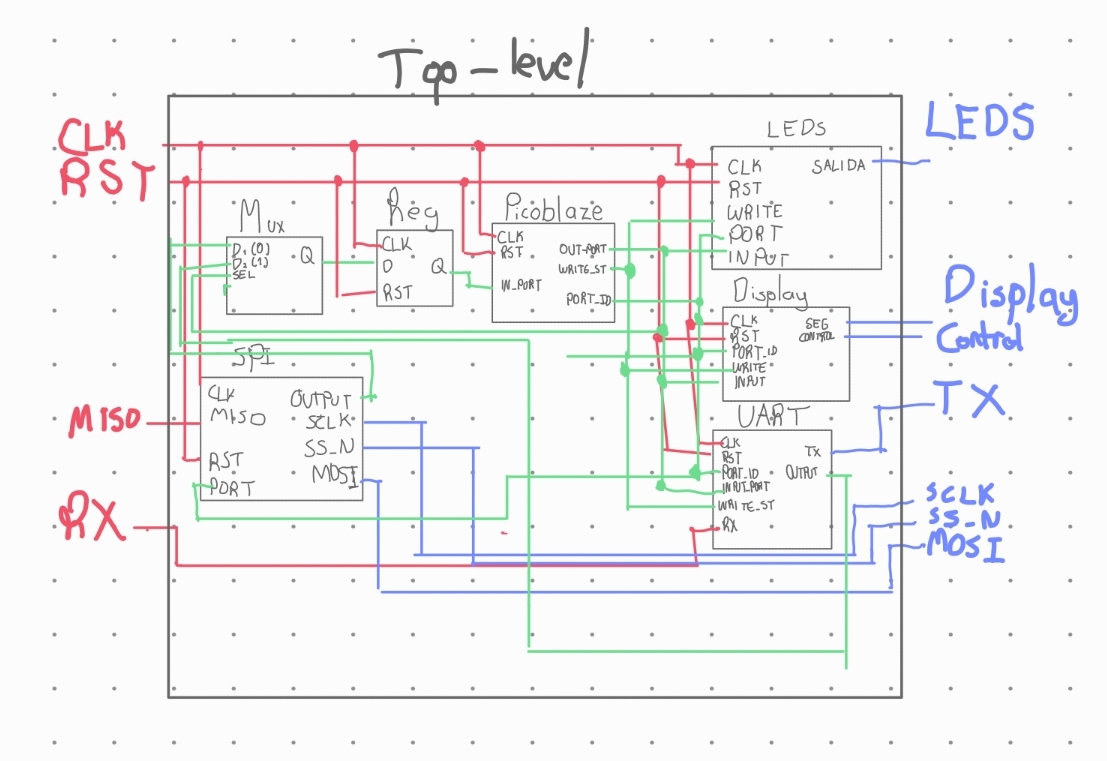 Top-level
CLK
RST
MISO
RX
LEDS
Display
Control
TX
SCLK
SS-N
MOSI
Mux
D1 (0)
D2 (1)
SEL
Q
Reg
CLK
D
Q
RST
Picoblaze
CLK
RST
IN_PORT
OUT-PORT
WRITE_ST
PORT_ID
LEDs
CLK
RST
WRITE
PORT
INPUT
SALIDA
Display
CLK
RST
PORT_ID
WRITE
INPUT
SEG
CONTROL
SPI
CLK
MISO
RST
PORT
OUTPUT
SCLK
SS_N
MOSI
UART
CLK
RST
PORT_ID
INPUT_PORT
WRITE_ST
RX
TX
OUTPUT